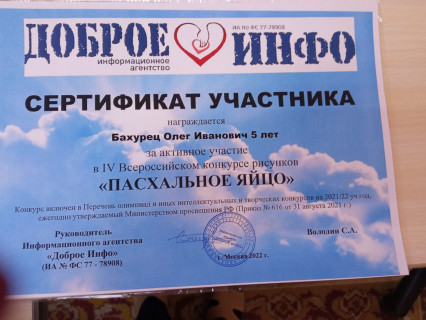 ДОБРОЕ ИНФО
информационное
агентство
ИА № ФС 77-78908
СЕРТИФИКАТ УЧАСТНИКА
награждается
Бахурец Олег Иванович 5 лет
за активное участие
в IV Всероссийском конкурсе рисунков
«ПАСХАЛЬНОЕ ЯЙЦО»
Конкурс включен в Перечень олимпиад и иных интеллектуальных и творческих конкурсов на 2021/22 уч.год,
ежегодно утверждаемый Министерством просвещения РФ (Приказ № 616 от 31 августа 2021 г.)
Руководитель
Информационного агентства
«Доброе Инфо»
(ИА № ФС 77 - 78908)
Володин С.А.
г. Москва 2022 г.